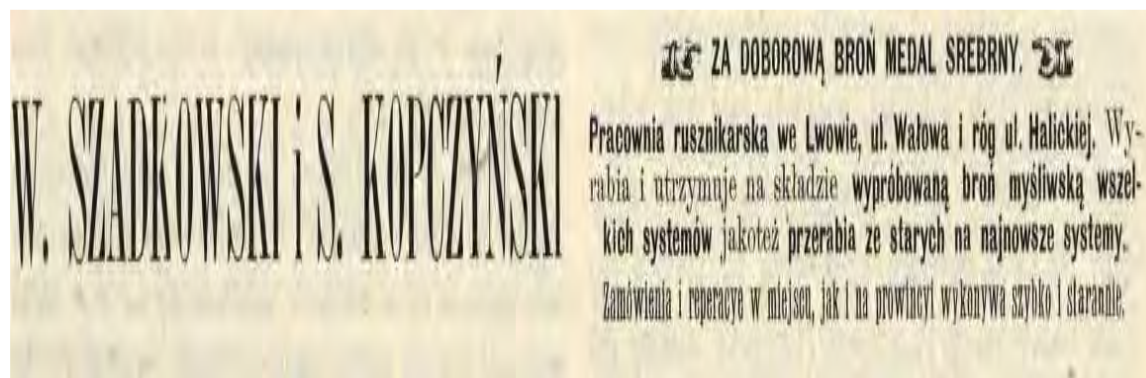 W. SZADKOWSKI i S. KOPCZYŃSKI
ZA DOBOROWĄ BROŃ MEDAL SREBRNY.
Pracownia rusznikarska we Lwowie, ul. Wałowa i róg ul. Halickiej. Wy-
rabia i utrzymuje na składzie wypróbowaną broń myśliwską wszel-
kich systemów jakoteż przerabia ze starych na najnowsze systemy.
Zamówienia i reperacye w miejscu, jak i na prowincyi wykonywa szybko i starannie.